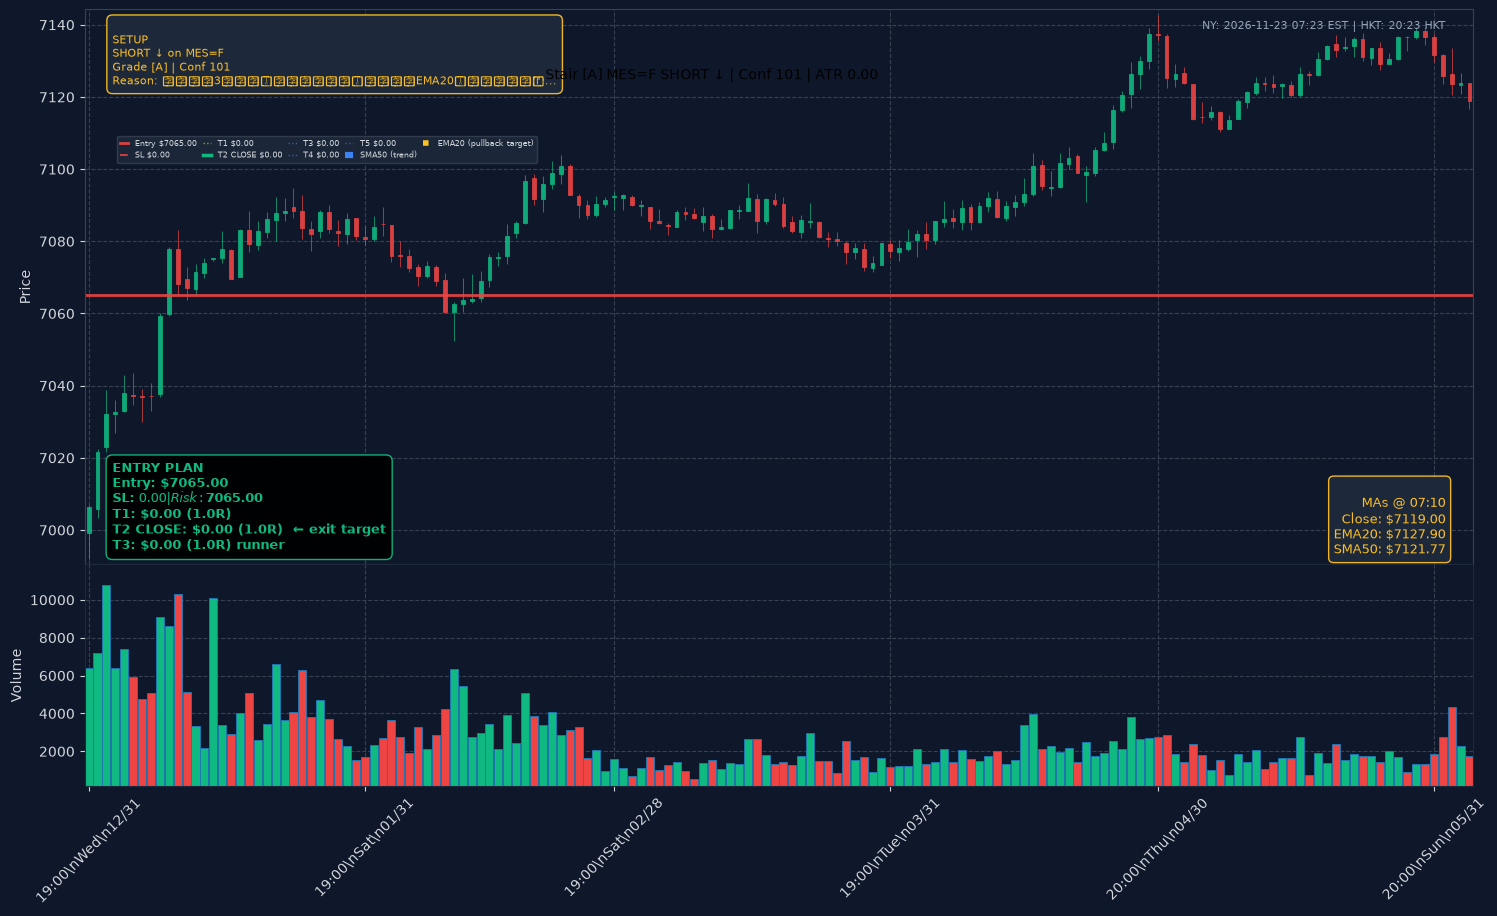 SETUP
SHORT ↓ on MES=F
Grade [A] | Conf 101
Reason: 3 EMA20 …
Stair [A] MES=F SHORT ↓ | Conf 101 | ATR 0.00
NY: 2026-11-23 07:23 EST | HKT: 20:23 HKT
Entry $7065.00
SL $0.00
T1 $0.00
T2 CLOSE $0.00
T3 $0.00
T4 $0.00
T5 $0.00
SMA50 (trend)
EMA20 (pullback target)
Price
7140
7120
7100
7080
7060
7040
7020
7000
ENTRY PLAN
Entry: $7065.00
SL: 0.00|Risk:7065.00
T1: $0.00 (1.0R)
T2 CLOSE: $0.00 (1.0R) ← exit target
T3: $0.00 (1.0R) runner
MAs @ 07:10
Close: $7119.00
EMA20: $7127.90
SMA50: $7121.77
Volume
10000
8000
6000
4000
2000
19:00\nWed\n12/31
19:00\nSat\n01/31
19:00\nSat\n02/28
19:00\nTue\n03/31
20:00\nThu\n04/30
20:00\nSun\n05/31